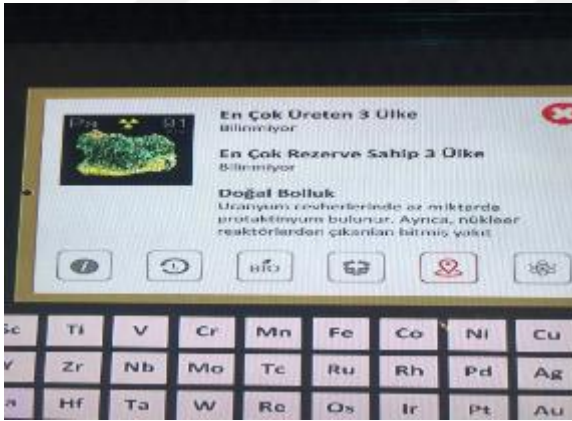 Pa 91
En Çok Üreten 3 Ülke
Bilinmiyor
En Çok Rezerve Sahip 3 Ülke
Bilinmiyor
Doğal Bolluk
Uranyum cevherlerinde az miktarda
protaktinyum bulunur. Ayrıca, nükleer
reaktörlerden çıkarılan bitmiş yakıt
BIO
Sc Ti V Cr Mn Fe Co Ni Cu
Y Zr Nb Mo Tc Ru Rh Pd Ag
Hf Ta W Re Os Ir Pt Au